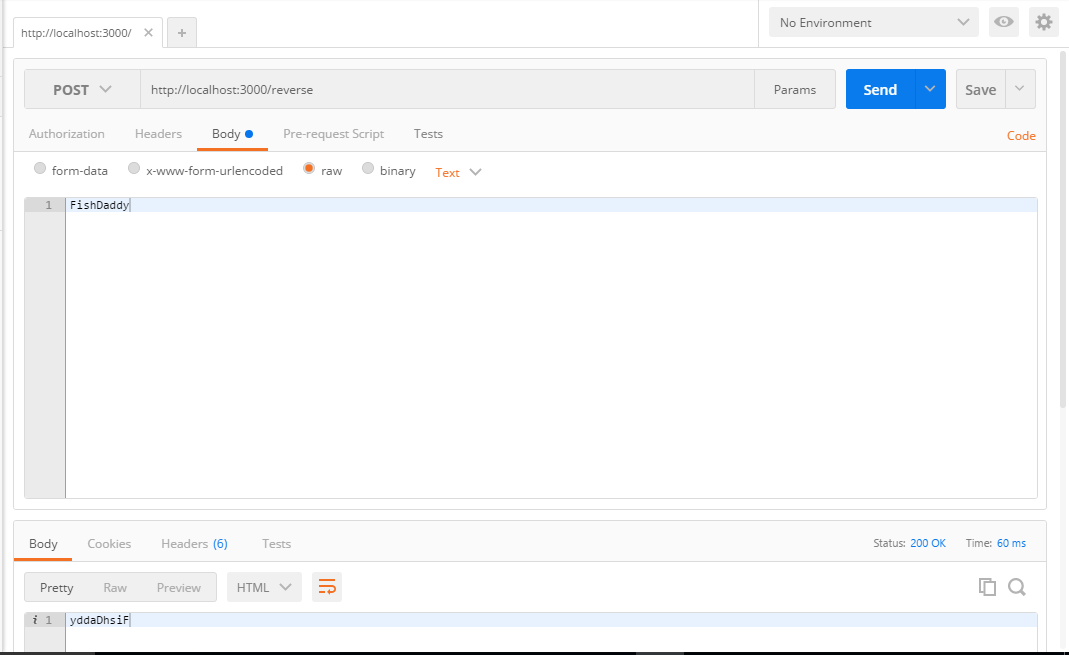 http://localhost:3000/
No Environment
POST http://localhost:3000/reverse Params Send Save
Authorization Headers Body Pre-request Script Tests Code
form-data x-www-form-urlencoded raw binary Text
1 FishDaddy
Body Cookies Headers (6) Tests Status: 200 OK Time: 60 ms
Pretty Raw Preview HTML
i 1 yddaDhsiF